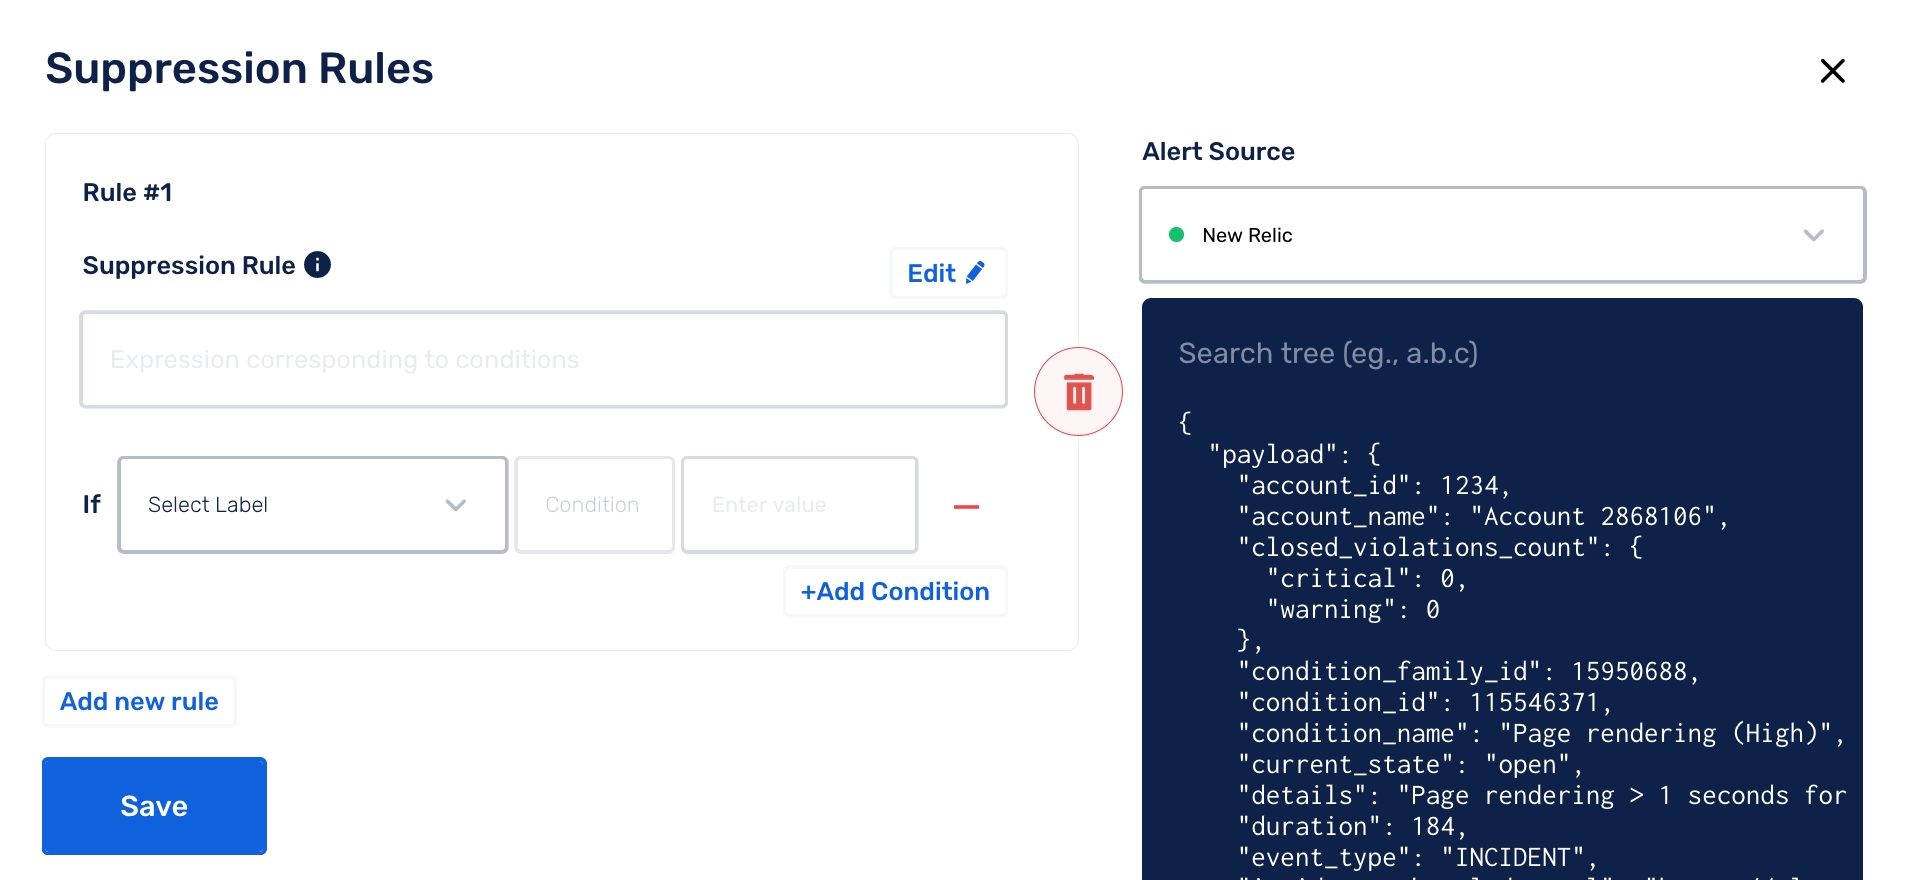 Suppression Rules
Rule #1
Suppression Rule
Edit
Expression corresponding to conditions
If
Select Label
Condition
Enter value
+Add Condition
Add new rule
Save
Alert Source
New Relic
Search tree (eg., a.b.c)
{
"payload": {
"account_id": 1234,
"account_name": "Account 2868106",
"closed_violations_count": {
"critical": 0,
"warning": 0
},
"condition_family_id": 15950688,
"condition_id": 115546371,
"condition_name": "Page rendering (High)",
"current_state": "open",
"details": "Page rendering > 1 seconds for
"duration": 184,
"event_type": "INCIDENT",